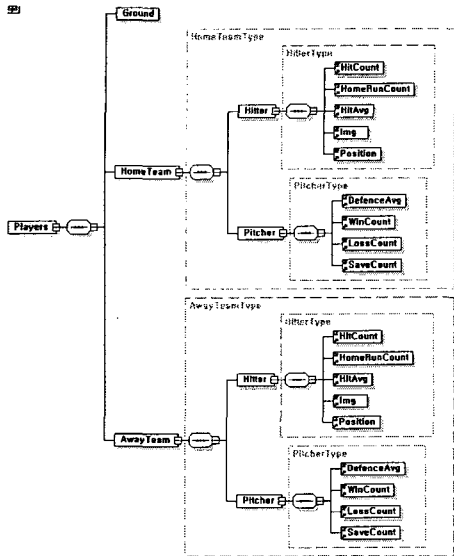 Ground
HomeTeamType
HitterType
HitCount
HomeRunCount
Hitter
HitAvg
Img
Position
HomeTeam
PitcherType
DefenceAvg
WinCount
Pitcher
LossCount
SaveCount
Players
AwayTeamType
HitterType
HitCount
HomeRunCount
Hitter
HitAvg
Img
Position
AwayTeam
PitcherType
DefenceAvg
WinCount
Pitcher
LossCount
SaveCount